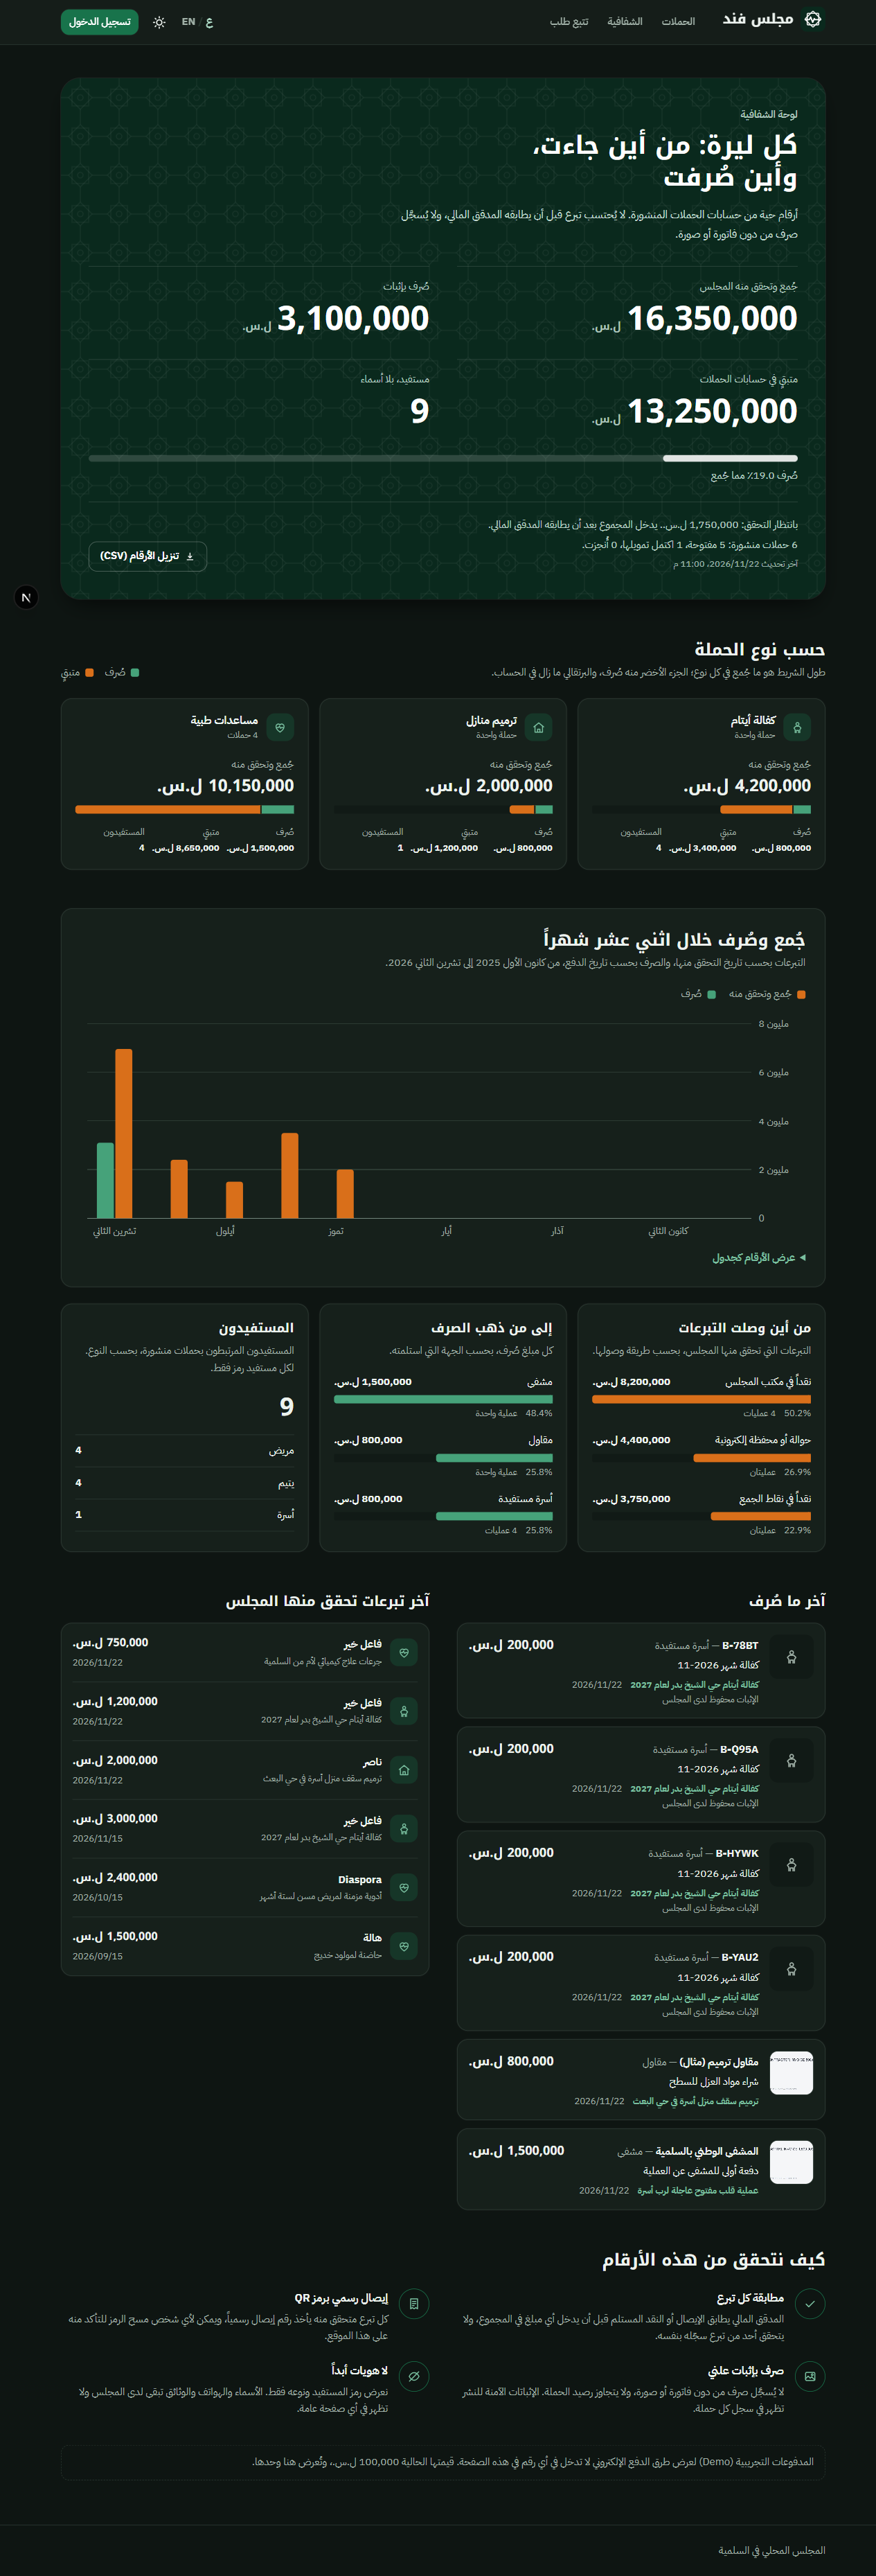 مجلس فند
الحملات
الشفافية
تتبع طلب
ع / EN
تسجيل الدخول
لوحة الشفافية
كل ليرة: من أين جاءت،
وأين صُرفت
أرقام حية من حسابات الحملات المنشورة. لا يُحتسب تبرع قبل أن يطابقه المدقق المالي، ولا يُسجَّل
صرف من دون فاتورة أو صورة.
جُمع وتحقق منه المجلس
16,350,000 ل.س.
صُرف بإثبات
3,100,000 ل.س.
متبقٍ في حسابات الحملات
13,250,000 ل.س.
مستفيد، بلا أسماء
9
صُرف 19.0٪ مما جُمع
بانتظار التحقق: 1,750,000 ل.س.. يدخل المجموع بعد أن يطابقه المدقق المالي.
6 حملات منشورة: 5 مفتوحة، 1 اكتمل تمويلها، 0 أُنجزت.
آخر تحديث 2026/11/22، 11:00 م
تنزيل الأرقام (CSV)
N
حسب نوع الحملة
طول الشريط هو ما جُمع في كل نوع؛ الجزء الأخضر منه صُرف، والبرتقالي ما زال في الحساب.
صُرف
متبقٍ
كفالة أيتام
حملة واحدة
جُمع وتحقق منه
4,200,000 ل.س.
صُرف
متبقٍ
المستفيدون
800,000 ل.س.
3,400,000 ل.س.
4
ترميم منازل
حملة واحدة
جُمع وتحقق منه
2,000,000 ل.س.
صُرف
متبقٍ
المستفيدون
800,000 ل.س.
1,200,000 ل.س.
1
مساعدات طبية
4 حملات
جُمع وتحقق منه
10,150,000 ل.س.
صُرف
متبقٍ
المستفيدون
1,500,000 ل.س.
8,650,000 ل.س.
4
جُمع وصُرف خلال اثني عشر شهراً
التبرعات بحسب تاريخ التحقق منها، والصرف بحسب تاريخ الدفع، من كانون الأول 2025 إلى تشرين الثاني 2026.
جُمع وتحقق منه
صُرف
8 مليون
6 مليون
4 مليون
2 مليون
0
كانون الثاني
آذار
أيار
تموز
أيلول
تشرين الثاني
عرض الأرقام كجدول
من أين وصلت التبرعات
التبرعات التي تحقق منها المجلس، بحسب طريقة وصولها.
نقداً في مكتب المجلس
8,200,000 ل.س.
50.2% 4 عمليات
حوالة أو محفظة إلكترونية
4,400,000 ل.س.
26.9% عمليتان
نقداً في نقاط الجمع
3,750,000 ل.س.
22.9% عمليتان
إلى من ذهب الصرف
كل مبلغ صُرف، بحسب الجهة التي استلمته.
مشفى
1,500,000 ل.س.
48.4% عملية واحدة
مقاول
800,000 ل.س.
25.8% عملية واحدة
أسرة مستفيدة
800,000 ل.س.
25.8% 4 عمليات
المستفيدون
المستفيدون المرتبطون بحملات منشورة، بحسب النوع.
لكل مستفيد رمز فقط.
9
مريض
4
يتيم
4
أسرة
1
آخر ما صُرف
B-78BT — أسرة مستفيدة
200,000 ل.س.
كفالة شهر 2026-11
كفالة أيتام حي الشيخ بدر لعام 2027 2026/11/22
الإثبات محفوظ لدى المجلس
B-Q95A — أسرة مستفيدة
200,000 ل.س.
كفالة شهر 2026-11
كفالة أيتام حي الشيخ بدر لعام 2027 2026/11/22
الإثبات محفوظ لدى المجلس
B-HYWK — أسرة مستفيدة
200,000 ل.س.
كفالة شهر 2026-11
كفالة أيتام حي الشيخ بدر لعام 2027 2026/11/22
الإثبات محفوظ لدى المجلس
B-YAU2 — أسرة مستفيدة
200,000 ل.س.
كفالة شهر 2026-11
كفالة أيتام حي الشيخ بدر لعام 2027 2026/11/22
الإثبات محفوظ لدى المجلس
مقاول ترميم (مثال) — مقاول
800,000 ل.س.
شراء مواد العزل للسطح
ترميم سقف منزل أسرة في حي البعث 2026/11/22
المشفى الوطني بالسلمية — مشفى
1,500,000 ل.س.
دفعة أولى للمشفى عن العملية
عملية قلب مفتوح عاجلة لرب أسرة 2026/11/22
آخر تبرعات تحقق منها المجلس
فاعل خير
750,000 ل.س.
جرعات علاج كيميائي لأم من السلمية
2026/11/22
فاعل خير
1,200,000 ل.س.
كفالة أيتام حي الشيخ بدر لعام 2027
2026/11/22
ناصر
2,000,000 ل.س.
ترميم سقف منزل أسرة في حي البعث
2026/11/22
فاعل خير
3,000,000 ل.س.
كفالة أيتام حي الشيخ بدر لعام 2027
2026/11/15
Diaspora
2,400,000 ل.س.
أدوية مزمنة لمريض مسن لستة أشهر
2026/10/15
هالة
1,500,000 ل.س.
حاضنة لمولود خديج
2026/09/15
كيف نتحقق من هذه الأرقام
مطابقة كل تبرع
المدقق المالي يطابق الإيصال أو النقد المستلم قبل أن يدخل أي مبلغ في المجموع، ولا
يتحقق أحد من تبرع سجّله بنفسه.
إيصال رسمي برمز QR
كل تبرع متحقق منه يأخذ رقم إيصال رسمياً، ويمكن لأي شخص مسح الرمز للتأكد منه
على هذا الموقع.
صرف بإثبات علني
لا يُسجَّل صرف من دون فاتورة أو صورة، ولا يتجاوز رصيد الحملة. الإثباتات الآمنة للنشر
تظهر في سجل كل حملة.
لا هويات أبداً
نعرض رمز المستفيد ونوعه فقط. الأسماء والهواتف والوثائق تبقى لدى المجلس ولا
تظهر في أي صفحة عامة.
المدفوعات التجريبية (Demo) لعرض طرق الدفع الإلكتروني لا تدخل في أي رقم في هذه الصفحة. قيمتها الحالية 100,000 ل.س.، وتُعرض هنا وحدها.
المجلس المحلي في السلمية